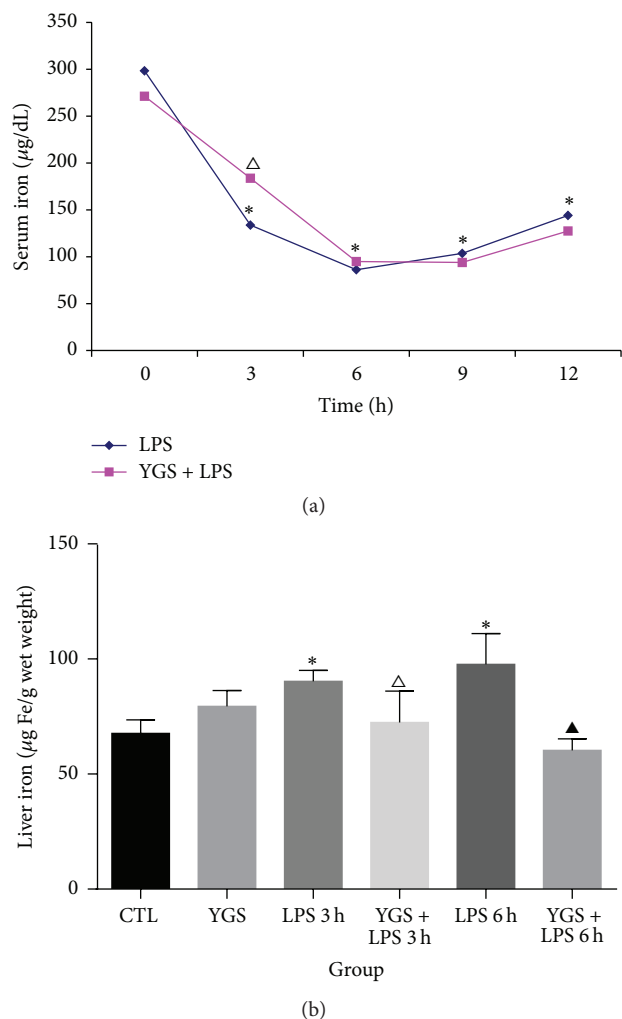 350
300
250
200
150
100
50
0
Serum iron (μg/dL)
△
*
*
*
*
0 3 6 9 12
Time (h)
LPS
YGS + LPS
(a)
150
100
50
0
Liver iron (μg Fe/g wet weight)
*
△
*
▲
CTL YGS LPS 3 h YGS + LPS 6 h YGS +
LPS 3 h LPS 6 h
Group
(b)